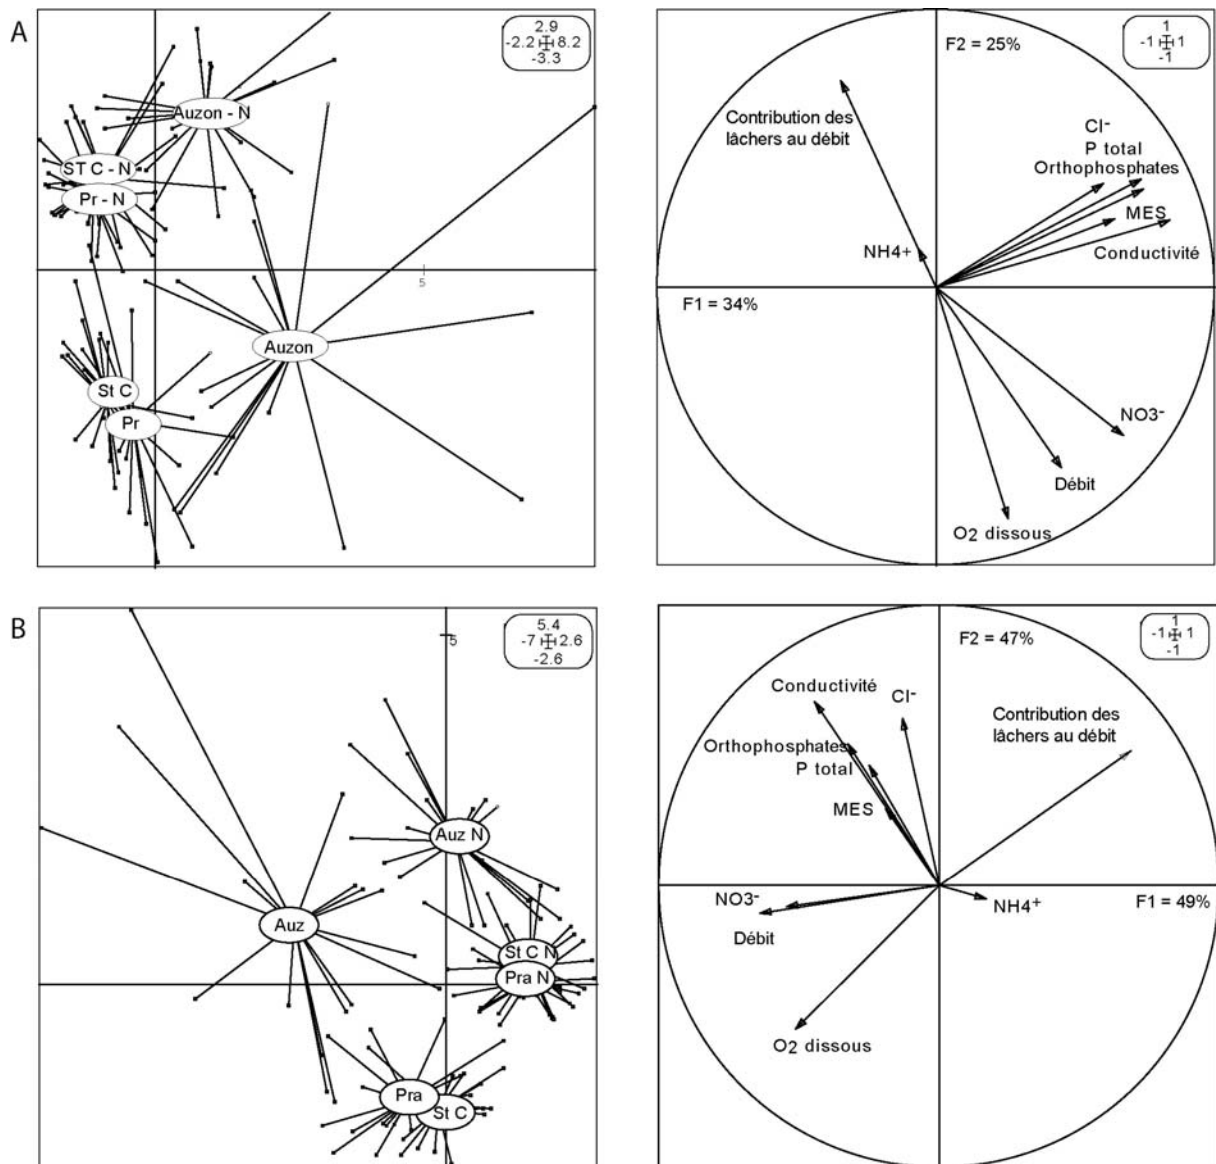 A
2.9
-2.2 8.2
-3.3
Auzon - N
ST C - N
Pr - N
5
Auzon
St C
Pr
F2 = 25%
1
-1 1
-1
Contribution des
lâchers au débit
Cl-
P total
Orthophosphates
MES
NH4+
Conductivité
F1 = 34%
NO3-
Débit
O2 dissous
B
5.4
-7 2.6
-2.6
5
Auz N
Auz
St C N
Pra N
Pra
St C
F2 = 47%
1
-1 1
-1
Conductivité
Cl-
Contribution des
lâchers au débit
Orthophosphates
P total
MES
NO3-
NH4+
F1 = 49%
Débit
O2 dissous